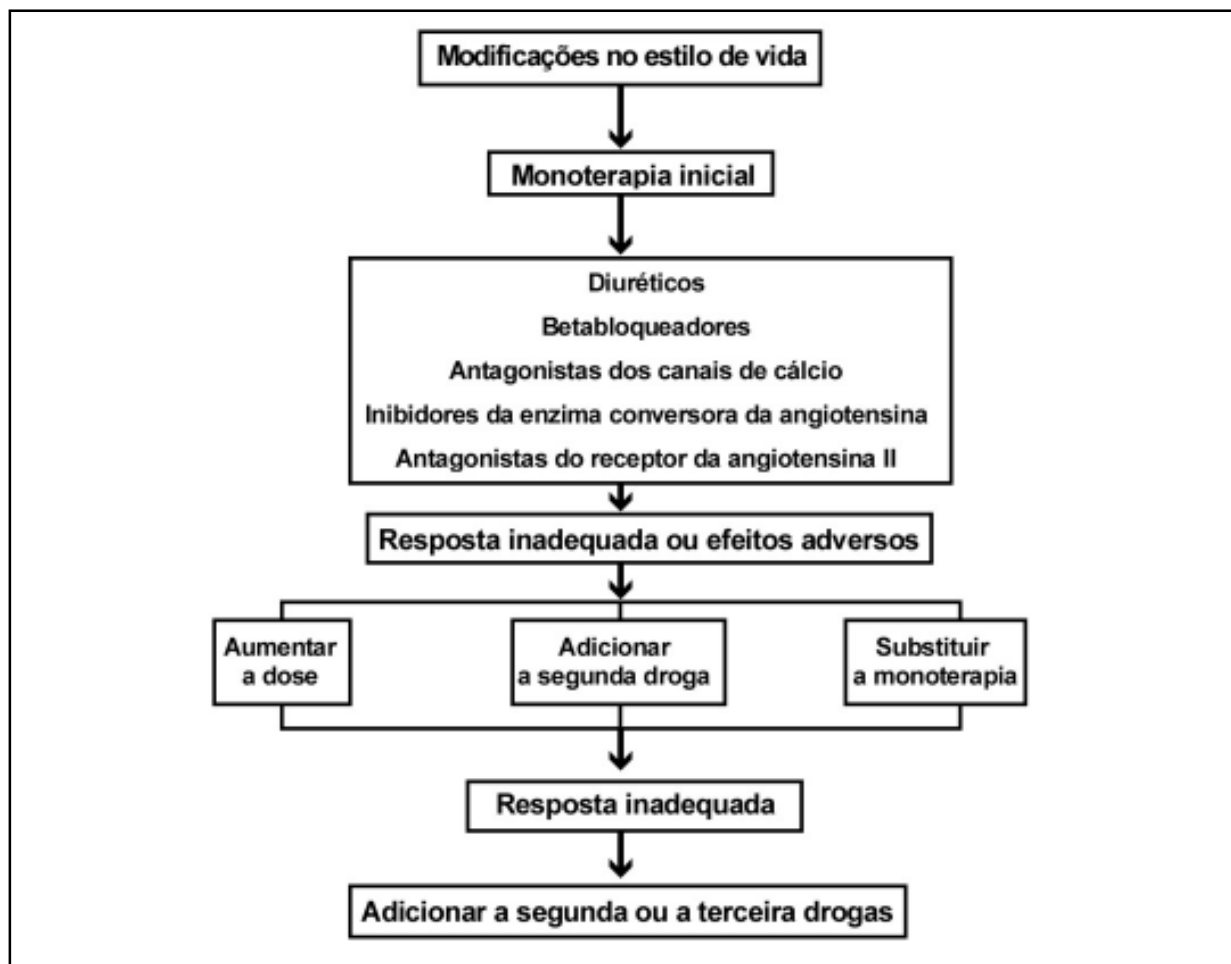 Modificações no estilo de vida
Monoterapia inicial
Diuréticos
Betabloqueadores
Antagonistas dos canais de cálcio
Inibidores da enzima conversora da angiotensina
Antagonistas do receptor da angiotensina II
Resposta inadequada ou efeitos adversos
Aumentar
a dose
Adicionar
a segunda droga
Substituir
a monoterapia
Resposta inadequada
Adicionar a segunda ou a terceira drogas